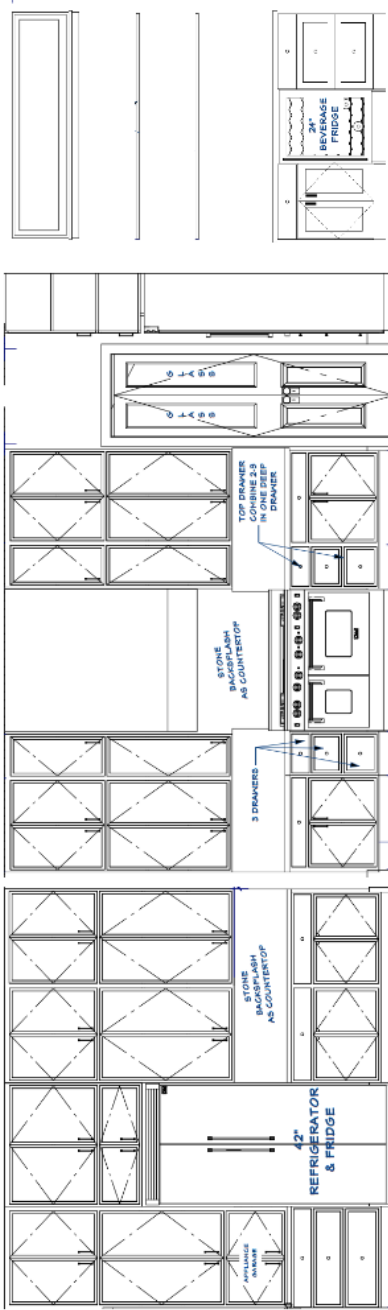 APPLIANCE
GARAGE
42"
REFRIGERATOR
& FRIDGE
STONE
BACKSPLASH
AS COUNTERTOP
3 DRAWERS
STONE
BACKSPLASH
AS COUNTERTOP
TOP DRAWER
COMBINE 2-3
IN ONE DEEP
DRAWER
GLASS
GLASS
24"
BEVERAGE
FRIDGE